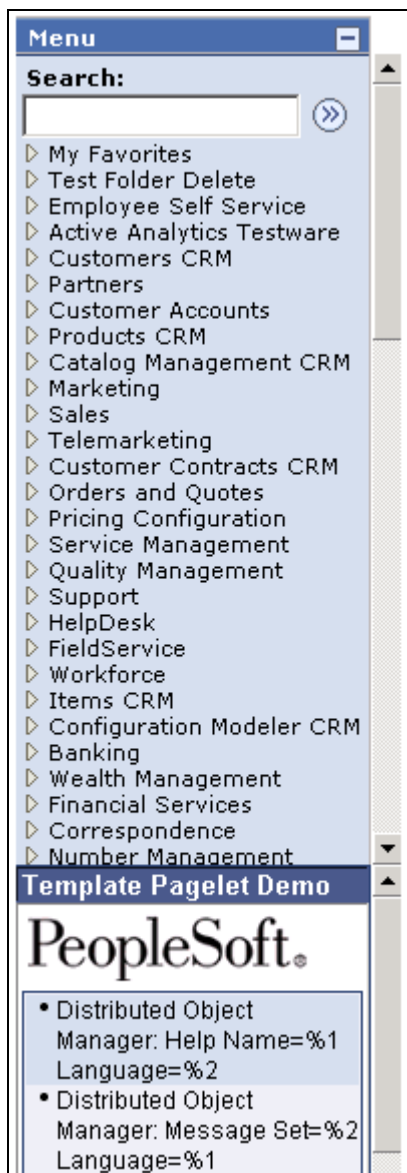 Menu
Search:
My Favorites
Test Folder Delete
Employee Self Service
Active Analytics Testware
Customers CRM
Partners
Customer Accounts
Products CRM
Catalog Management CRM
Marketing
Sales
Telemarketing
Customer Contracts CRM
Orders and Quotes
Pricing Configuration
Service Management
Quality Management
Support
HelpDesk
FieldService
Workforce
Items CRM
Configuration Modeler CRM
Banking
Wealth Management
Financial Services
Correspondence
Number Management
Template Pagelet Demo
PeopleSoft®
• Distributed Object
Manager: Help Name=%1
Language=%2
• Distributed Object
Manager: Message Set=%2
Language=%1